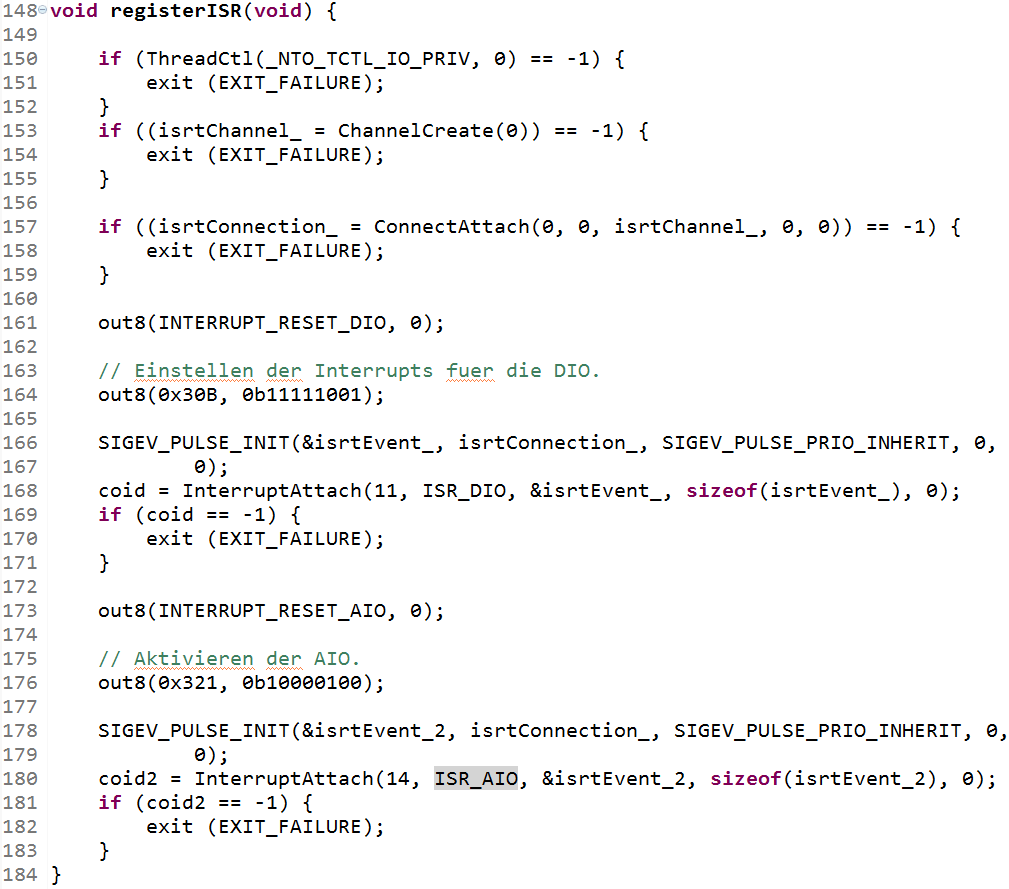 148 void registerISR(void) {
149
150     if (ThreadCtl(_NTO_TCTL_IO_PRIV, 0) == -1) {
151         exit (EXIT_FAILURE);
152     }
153     if ((isrtChannel_ = ChannelCreate(0)) == -1) {
154         exit (EXIT_FAILURE);
155     }
156
157     if ((isrtConnection_ = ConnectAttach(0, 0, isrtChannel_, 0, 0)) == -1) {
158         exit (EXIT_FAILURE);
159     }
160
161     out8(INTERRUPT_RESET_DIO, 0);
162
163     // Einstellen der Interrupts fuer die DIO.
164     out8(0x30B, 0b11111001);
165
166     SIGEV_PULSE_INIT(&isrtEvent_, isrtConnection_, SIGEV_PULSE_PRIO_INHERIT, 0,
167             0);
168     coid = InterruptAttach(11, ISR_DIO, &isrtEvent_, sizeof(isrtEvent_), 0);
169     if (coid == -1) {
170         exit (EXIT_FAILURE);
171     }
172
173     out8(INTERRUPT_RESET_AIO, 0);
174
175     // Aktivieren der AIO.
176     out8(0x321, 0b10000100);
177
178     SIGEV_PULSE_INIT(&isrtEvent_2, isrtConnection_, SIGEV_PULSE_PRIO_INHERIT, 0,
179             0);
180     coid2 = InterruptAttach(14, ISR_AIO, &isrtEvent_2, sizeof(isrtEvent_2), 0);
181     if (coid2 == -1) {
182         exit (EXIT_FAILURE);
183     }
184 }